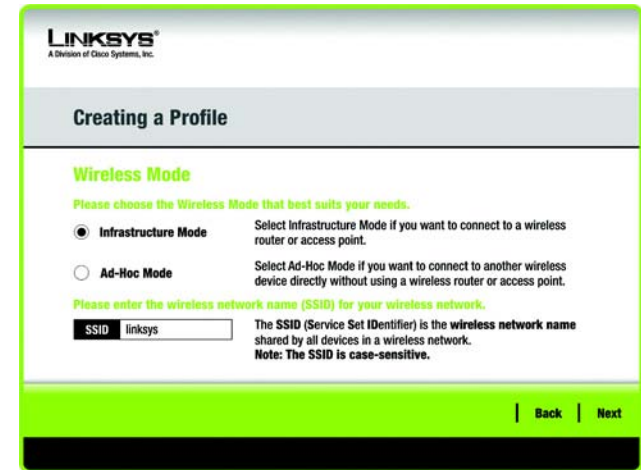 LINKSYS®
A Division of Cisco Systems, Inc.
Creating a Profile
Wireless Mode
Please choose the Wireless Mode that best suits your needs.
Infrastructure Mode
Select Infrastructure Mode if you want to connect to a wireless
router or access point.
Ad-Hoc Mode
Select Ad-Hoc Mode if you want to connect to another wireless
device directly without using a wireless router or access point.
Please enter the wireless network name (SSID) for your wireless network.
SSID linksys
The SSID (Service Set IDentifier) is the wireless network name
shared by all devices in a wireless network.
Note: The SSID is case-sensitive.
Back Next